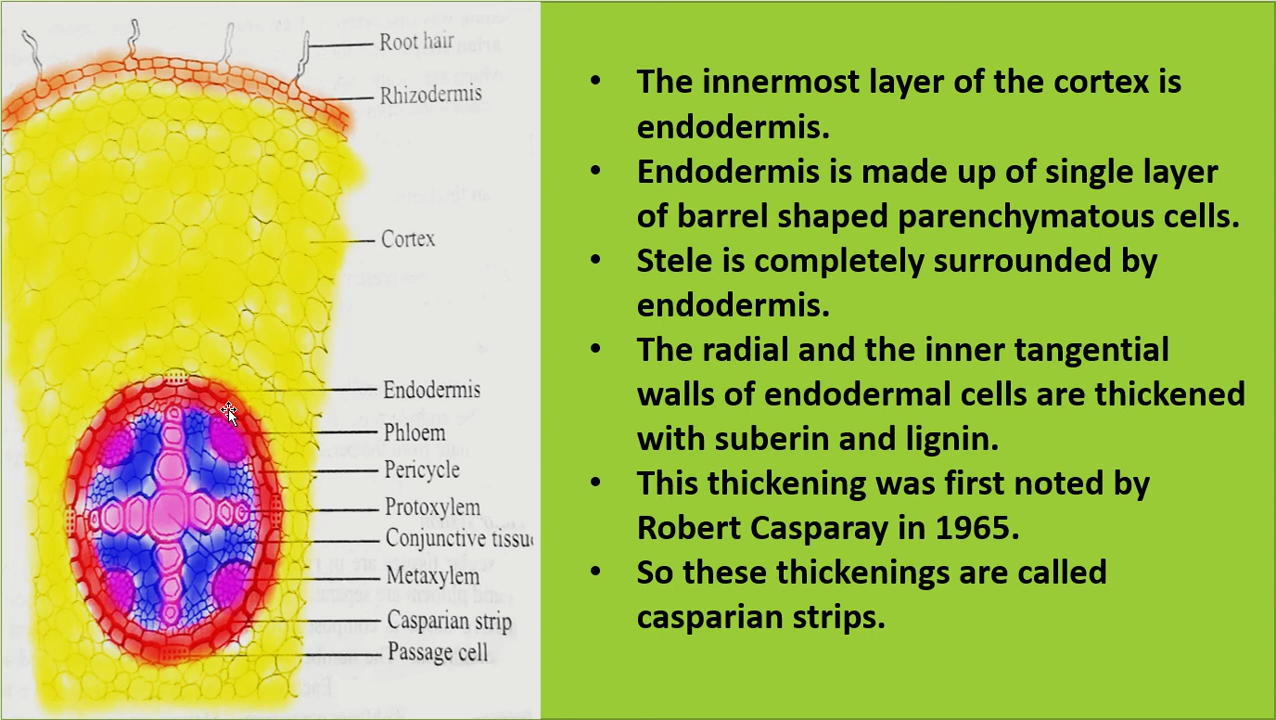 Root hair
Rhizodermis
Cortex
Endodermis
Phloem
Pericycle
Protoxylem
Conjunctive tissu
Metaxylem
Casparian strip
Passage cell
• The innermost layer of the cortex is
endodermis.
• Endodermis is made up of single layer
of barrel shaped parenchymatous cells.
• Stele is completely surrounded by
endodermis.
• The radial and the inner tangential
walls of endodermal cells are thickened
with suberin and lignin.
• This thickening was first noted by
Robert Casparay in 1965.
• So these thickenings are called
casparian strips.